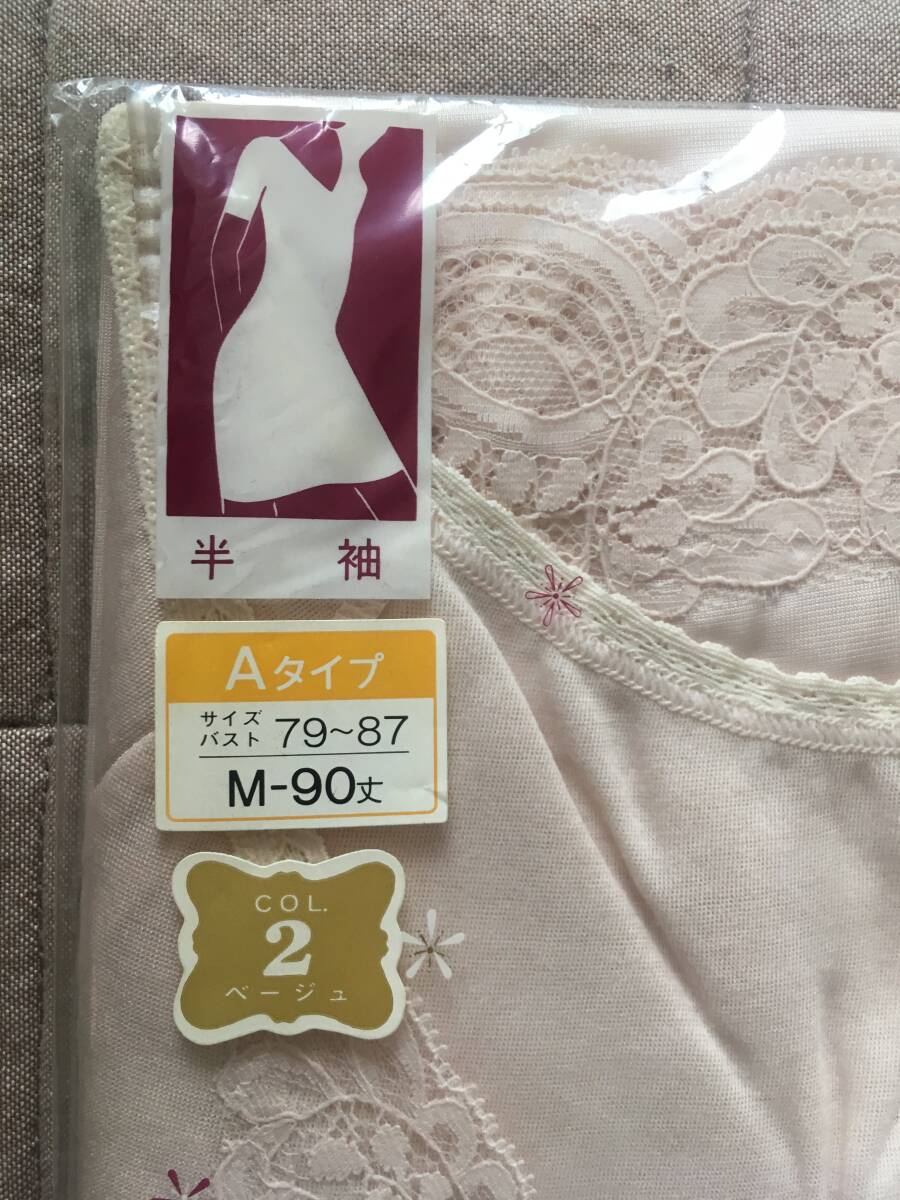 半袖
Aタイプ
サイズ
バスト 79~87
M-90丈
COL.
2
ベージュ